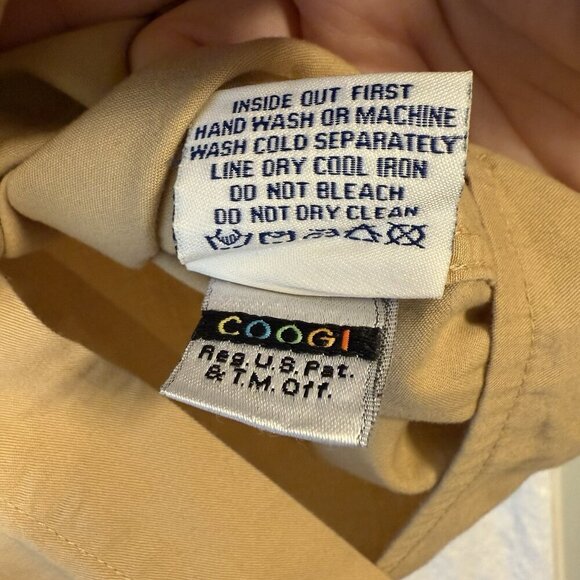 INSIDE OUT FIRST
HAND WASH OR MACHINE
WASH COLD SEPARATELY
LINE DRY COOL IRON
DO NOT BLEACH
DO NOT DRY CLEAN
COOGI
Reg. U.S. Pat.
& T.M. Off.